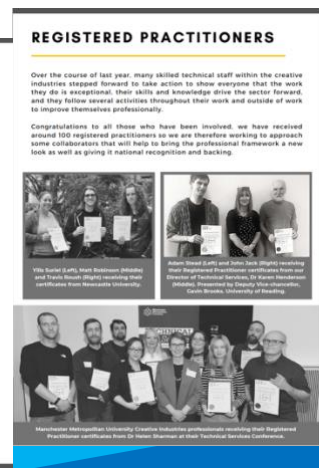 REGISTERED PRACTITIONERS
Over the course of last year, many skilled technical staff within the creative
industries stepped forward to take action to show everyone that the work
they do is exceptional, their skills and knowledge drive the sector forward,
and they follow several activities throughout their work and outside of work
to improve themselves professionally.
Congratulations to all those who have been involved, we have received
around 100 registered practitioners so we are therefore working to approach
some collaborators that will help to bring the professional framework a new
look as well as giving it national recognition and backing.
(Left), Matt Robinson (Middle)
and Travis Roush (Right) receiving their
certificates from Newcastle University.
Adam Stead (Left) and John Jack (Right) receiving
their Registered Practitioner certificates from our
Director of Technical Services, Dr Karen Henderson
(Middle). Presented by Deputy Vice-chancellor,
Gavin Brooks, University of Reading.
Manchester Metropolitan University Creative Industries professionals receiving their Registered
Practitioner certificates from Dr Helen Sharman at their Technical Services Conference.